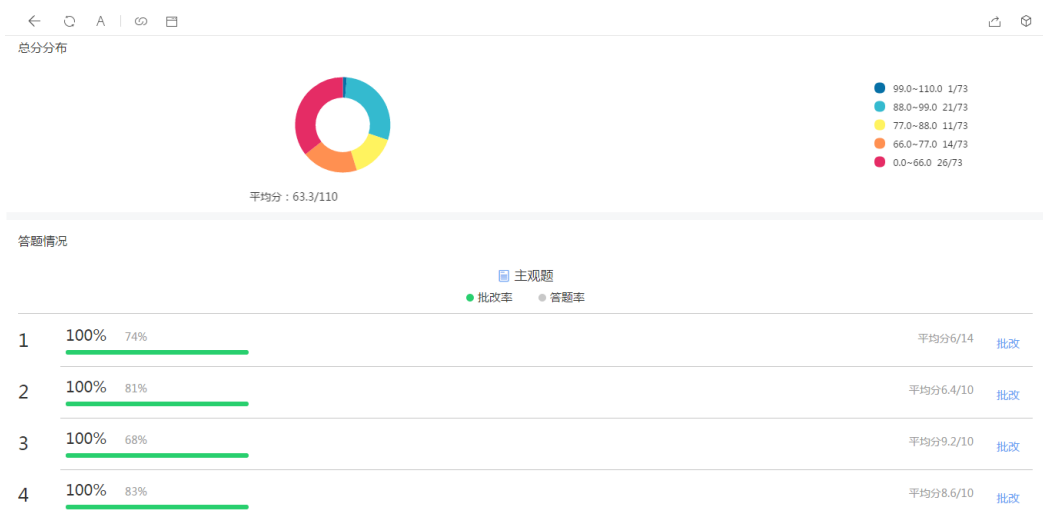 A
总分分布
99.0~110.0 1/73
88.0~99.0 21/73
77.0~88.0 11/73
66.0~77.0 14/73
0.0~66.0 26/73
平均分：63.3/110
答题情况
主观题
批改率 答题率
1 100% 74% 平均分6/14 批改
2 100% 81% 平均分6.4/10 批改
3 100% 68% 平均分9.2/10 批改
4 100% 83% 平均分8.6/10 批改